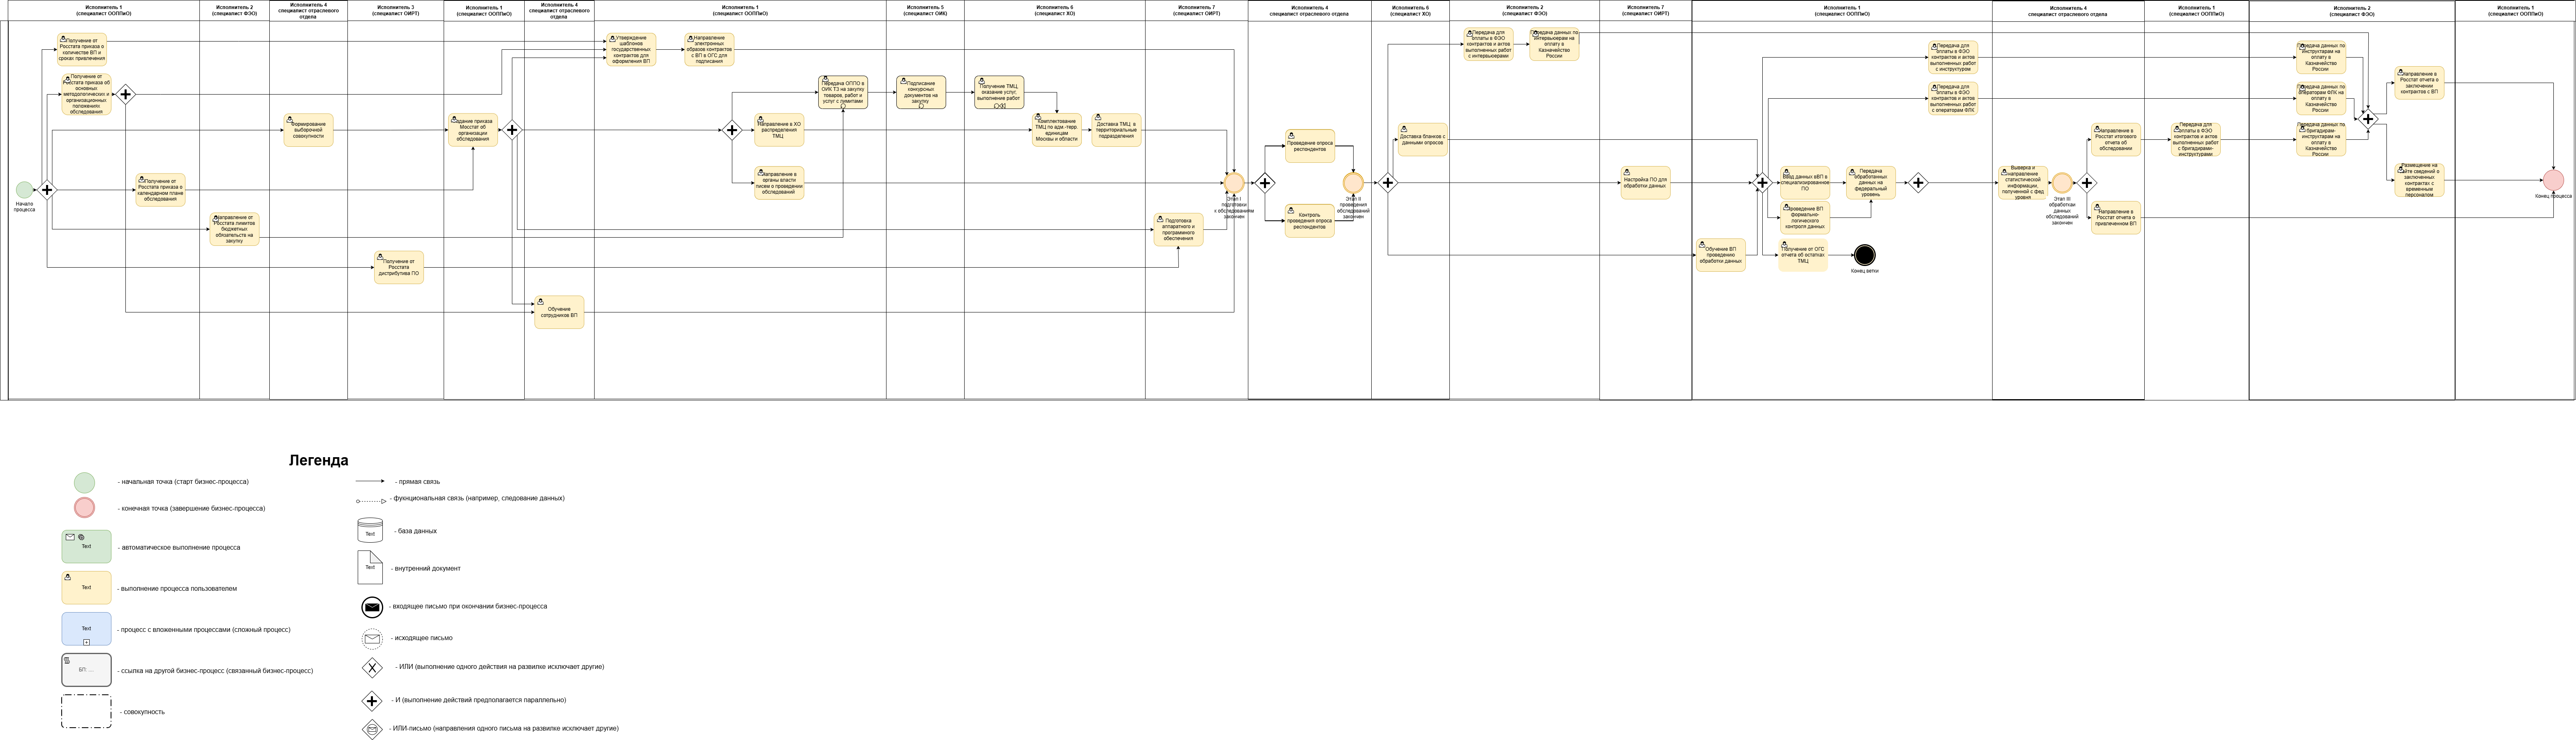 Исполнитель 1
(специалист ООППиО)
Исполнитель 2
(специалист ФЭО)
Исполнитель 4
специалист отраслевого
отдела
Исполнитель 3
(специалист ОИРТ)
Исполнитель 1
(специалист ООППиО)
Исполнитель 4
специалист отраслевого
отдела
Исполнитель 1
(специалист ООППиО)
Исполнитель 5
(специалист ОИК)
Исполнитель 6
(специалист ХО)
Исполнитель 7
(специалист ОИРТ)
Исполнитель 4
специалист отраслевого отдела
Исполнитель 6
(специалист ХО)
Исполнитель 2
(специалист ФЭО)
Исполнитель 7
(специалист ОИРТ)
Исполнитель 1
(специалист ООППиО)
Исполнитель 4
специалист отраслевого отдела
Исполнитель 1
(специалист ООППиО)
Исполнитель 2
(специалист ФЭО)
Исполнитель 1
(специалист ООППиО)
Начало
процесса
Получение от
Росстата приказа о
количестве ВП и
сроках привлечения
Получение от
Росстата приказа об
основных
методологических и
организационных
положениях
обследования
Получение от
Росстата приказа о
календарном плане
обследования
Направление от
Росстата лимитов
бюджетных
обязательств на
закупку
Формирование
выборочной
совокупности
Получение от
Росстата
дистрибутива ПО
Издание приказа
Мосстат об
организации
обследования
Обучение
сотрудников ВП
Утверждение
шаблонов
государственных
контрактов для
оформления ВП
Направление
электронных
образов контрактов
с ВП в ОГС для
подписания
Направление в ХО
распределения
ТМЦ
Направление в
органы власти
писем о проведении
обследований
Передача ОППО в
ОИК ТЗ на закупку
товаров, работ и
услуг с лимитами
Подписание
конкурсных
документов на
закупку
Получение ТМЦ,
оказание услуг,
выполнение работ
Комплектование
ТМЦ по адм.-терр.
единицам
Москвы и области
Доставка ТМЦ. в
территориальные
подразделения
Подготовка
аппаратного и
программного
обеспечения
Этап I
подготовки
к обследованиям
закончен
Проведение опроса
респондентов
Контроль
проведения опроса
респондентов
Этап II
проведения
обследований
закончен
Доставка бланков с
данными опросов
Передача для
оплаты в ФЭО
контрактов и актов
выполненных работ
с интервьюерами
Передача данных по
интервьюерам на
оплату в
Казначейство
России
Настройка ПО для
обработки данных
Обучение ВП
проведению
обработки данных
Ввод данных вВП в
специализированное
ПО
Проведение ВП
формально-
логического
контроля данных
Получение от ОГС
отчета об остатках
ТМЦ
Передача
обработанных
данных на
федеральный
уровень
Конец ветки
Передача для
оплаты в ФЭО
контрактов и актов
выполненных работ
с инструктором
Передача для
оплаты в ФЭО
контрактов и актов
выполненных работ
с операторам ФЛК
Выверка и
направление
статистической
информации,
полученной с фед
уровня
Этап III
обработкаи
данных
обследований
закончен
Направление в
Росстат итогового
отчета об
обследовании
Направление в
Росстат отчета о
привлеченном ВП
Передача для
оплаты в ФЭО
контрактов и актов
выполненных работ
с бригадирами-
инструктырами
Передача данных по
инструктарам на
оплату в
Казначейство
России
Передача данных по
операторам ФЛК на
оплату в
Казначейство
России
Передача данных по
бригадирам-
инструктарам на
оплату в
Казначейство
России
Направление в
Росстат отчета о
заключении
контрактов с ВП
Размещение на
сайте сведений о
заключенных
контрактах с
временным
персоналом
Конец процесса
Легенда
- начальная точка (старт бизнес-процесса)
- конечная точка (завершение бизнес-процесса)
Text
- автоматическое выполнение процесса
Text
- выполнение процесса пользователем
Text
- процесс с вложенными процессами (сложный процесс)
БП: ...
- ссылка на другой бизнес-процесс (связанный бизнес-процесс)
- совокупность
- прямая связь
- фукнциональная связь (например, следование данных)
Text
- база данных
Text
- внутренний документ
- входящее письмо при окончании бизнес-процесса
- исходящее письмо
- ИЛИ (выполнение одного действия на развилке исключает другие)
- И (выполнение действий предполагается параллельно)
- ИЛИ-письмо (направления одного письма на развилке исключает другие)